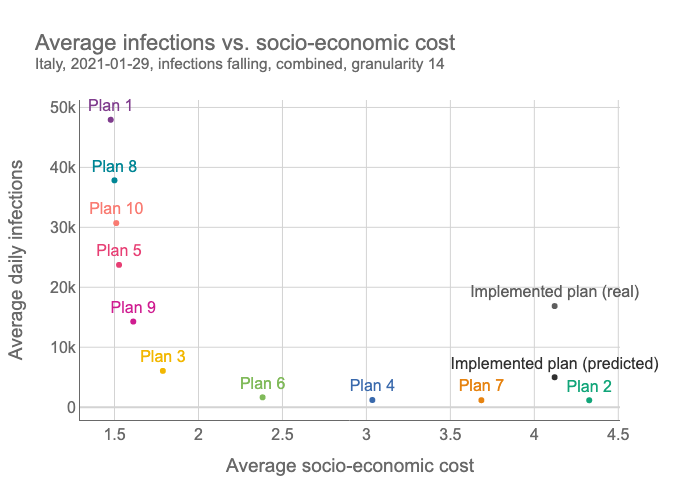 Average infections vs. socio-economic cost
Italy, 2021-01-29, infections falling, combined, granularity 14
50k
Plan 1
40k
Plan 8
30k
Plan 10
Plan 5
20k
Implemented plan (real)
Plan 9
10k
Plan 3
Implemented plan (predicted)
Plan 6
Plan 4
Plan 7
Plan 2
0
1.5
2
2.5
3
3.5
4
4.5
Average daily infections
Average socio-economic cost